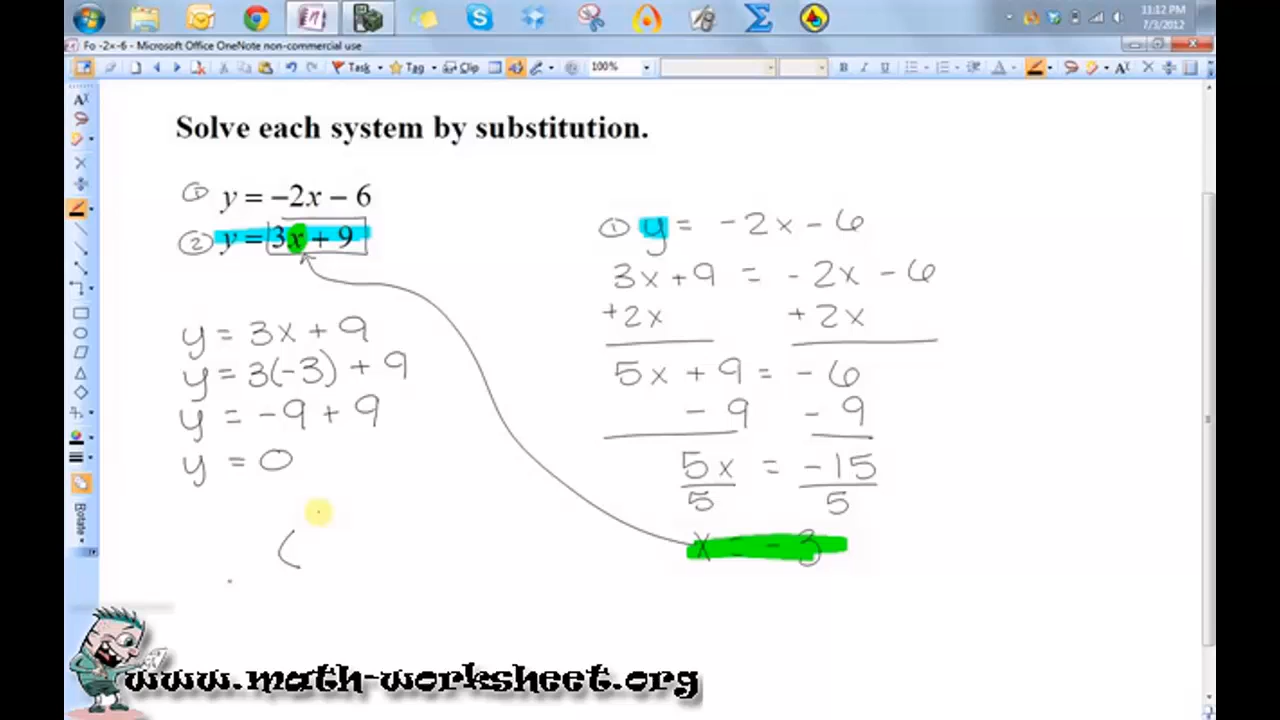 11:12 PM
7/3/2012
Fo -2x-6 - Microsoft Office OneNote non-commercial use
Task Tag Clip 100% B I U
Solve each system by substitution.
① y = −2x − 6
② y = 3x + 9
y = 3x + 9
y = 3(-3) + 9
y = -9 + 9
y = 0
(
① y = -2x - 6
3x + 9 = -2x - 6
+2x +2x
5x + 9 = -6
- 9 - 9
5x = -15
5 5
x = -3
Rotate
www.math-worksheet.org